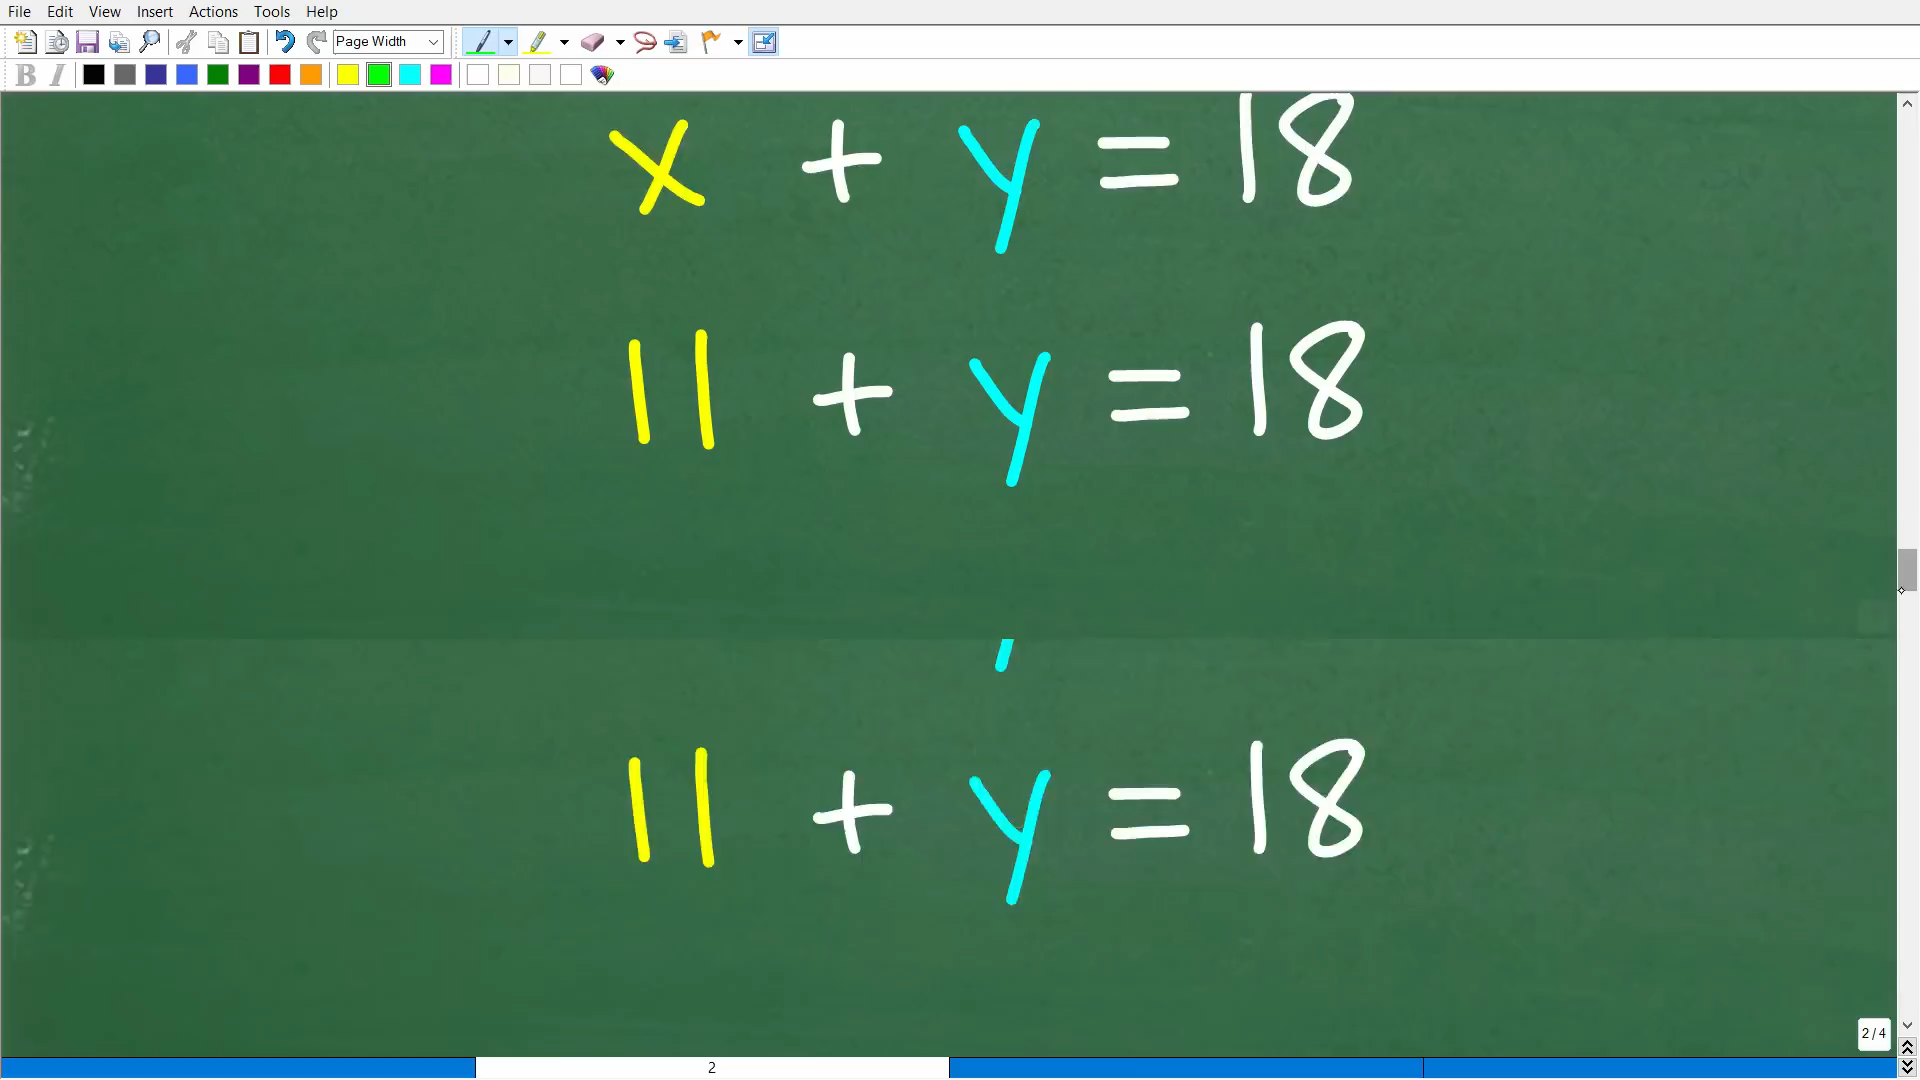 File Edit View Insert Actions Tools Help
Page Width
B I
x + y = 18
11 + y = 18
11 + y = 18
2 / 4
2